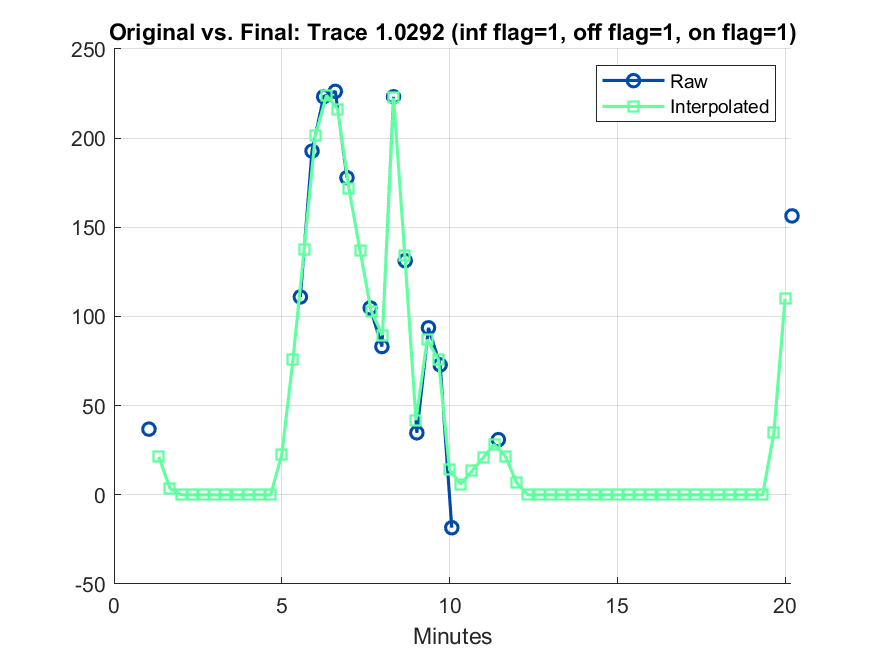 Original vs. Final: Trace 1.0292 (inf flag=1, off flag=1, on flag=1)
250
200
150
100
50
0
-50
Raw
Interpolated
0 5 10 15 20
Minutes